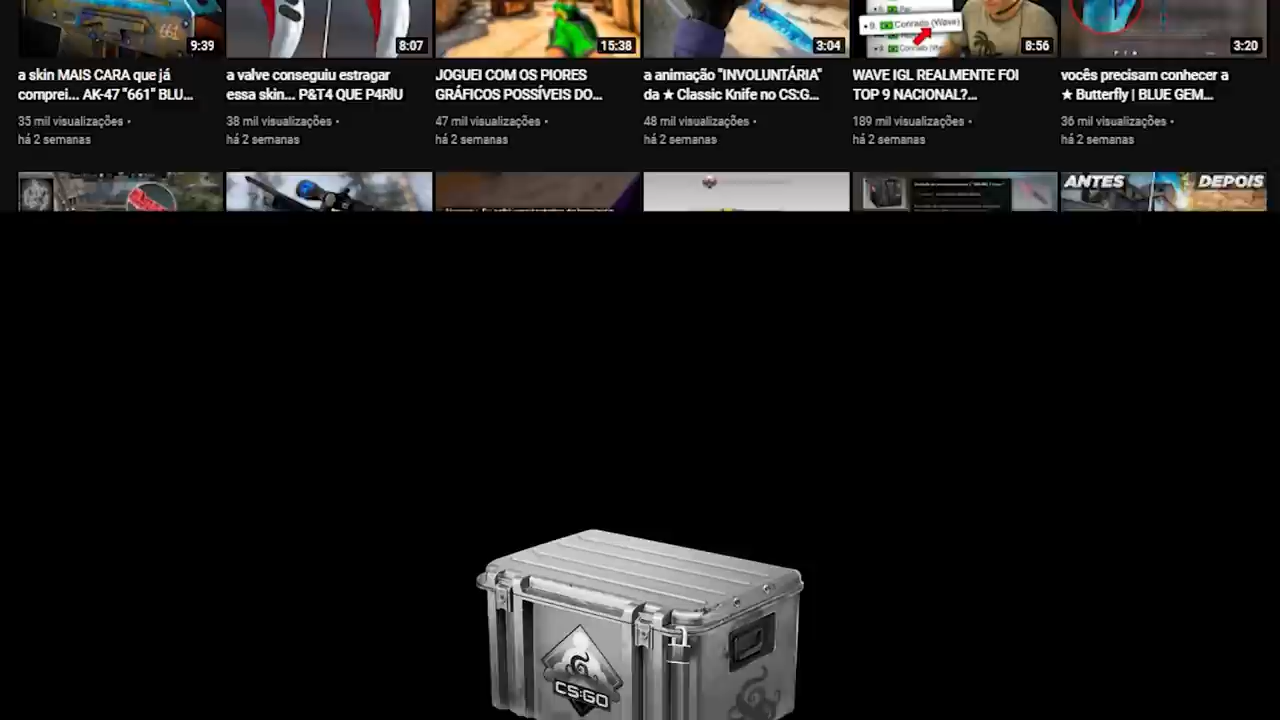 661
Conrado (Wave)
9:39
8:07
15:38
3:04
8:56
3:20
a skin MAIS CARA que já
comprei... AK-47 "661" BLU...
a valve conseguiu estragar
essa skin... P&T4 QUE P4RlU
JOGUEI COM OS PIORES
GRÁFICOS POSSÍVEIS DO...
a animação "INVOLUNTÁRIA"
da ★ Classic Knife no CS:G...
WAVE IGL REALMENTE FOI
TOP 9 NACIONAL?...
vocês precisam conhecer a
★ Butterfly | BLUE GEM...
35 mil visualizações •
há 2 semanas
38 mil visualizações •
há 2 semanas
47 mil visualizações •
há 2 semanas
48 mil visualizações •
há 2 semanas
189 mil visualizações •
há 2 semanas
36 mil visualizações •
há 2 semanas
ANTES
DEPOIS
CS:GO